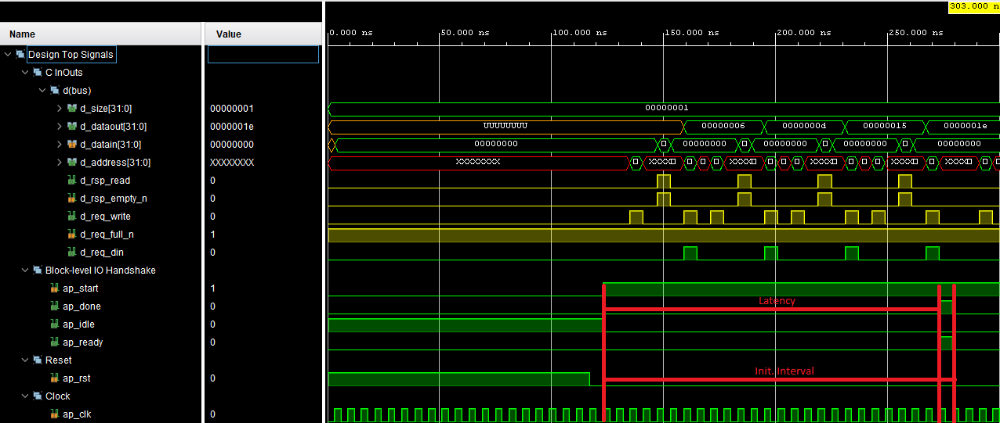 303.000 n
Name Value
0.000 ns 50.000 ns 100.000 ns 150.000 ns 200.000 ns 250.000 ns
Design Top Signals
C InOuts
d(bus)
d_size[31:0] 00000001 00000001
d_dataout[31:0] 0000001e UUUUUUUU 00000006 0000000d 00000015 0000001e
d_datain[31:0] 00000000 00000000 00000000 00000000 00000000 00000000
d_address[31:0] XXXXXXXX XXXXXXXX XXXX XXXX XXXX XXXX XXXX
d_rsp_read 0
d_rsp_empty_n 0
d_req_write 0
d_req_full_n 1
d_req_din 0
Block-level IO Handshake
ap_start 1
ap_done 0 Latency
ap_idle 0
ap_ready 0
Reset
ap_rst 0 Init. Interval
Clock
ap_clk 0